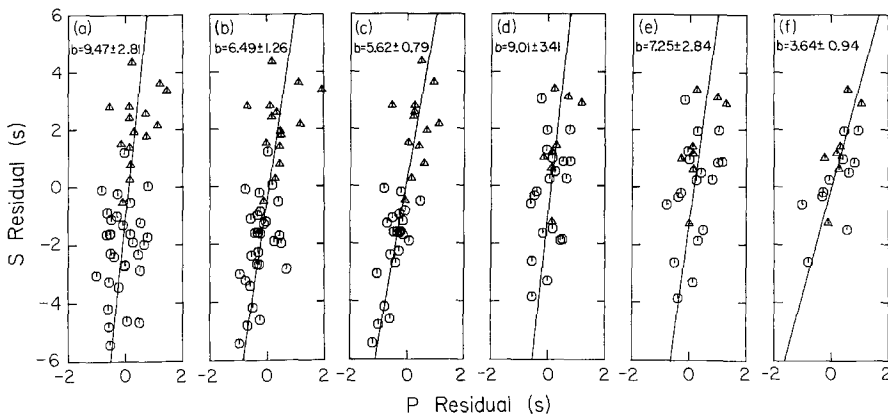 (a) (b) (c) (d) (e) (f)
b=9.47±2.81 b=6.49±1.26 b=5.62±0.79 b=9.01±3.41 b=7.25±2.84 b=3.64±0.94
6
4
2
0
-2
-4
-6
S Residual (s)
-2 0 2 -2 0 2 -2 0 2 -2 0 2 -2 0 2 -2 0 2
P Residual (s)